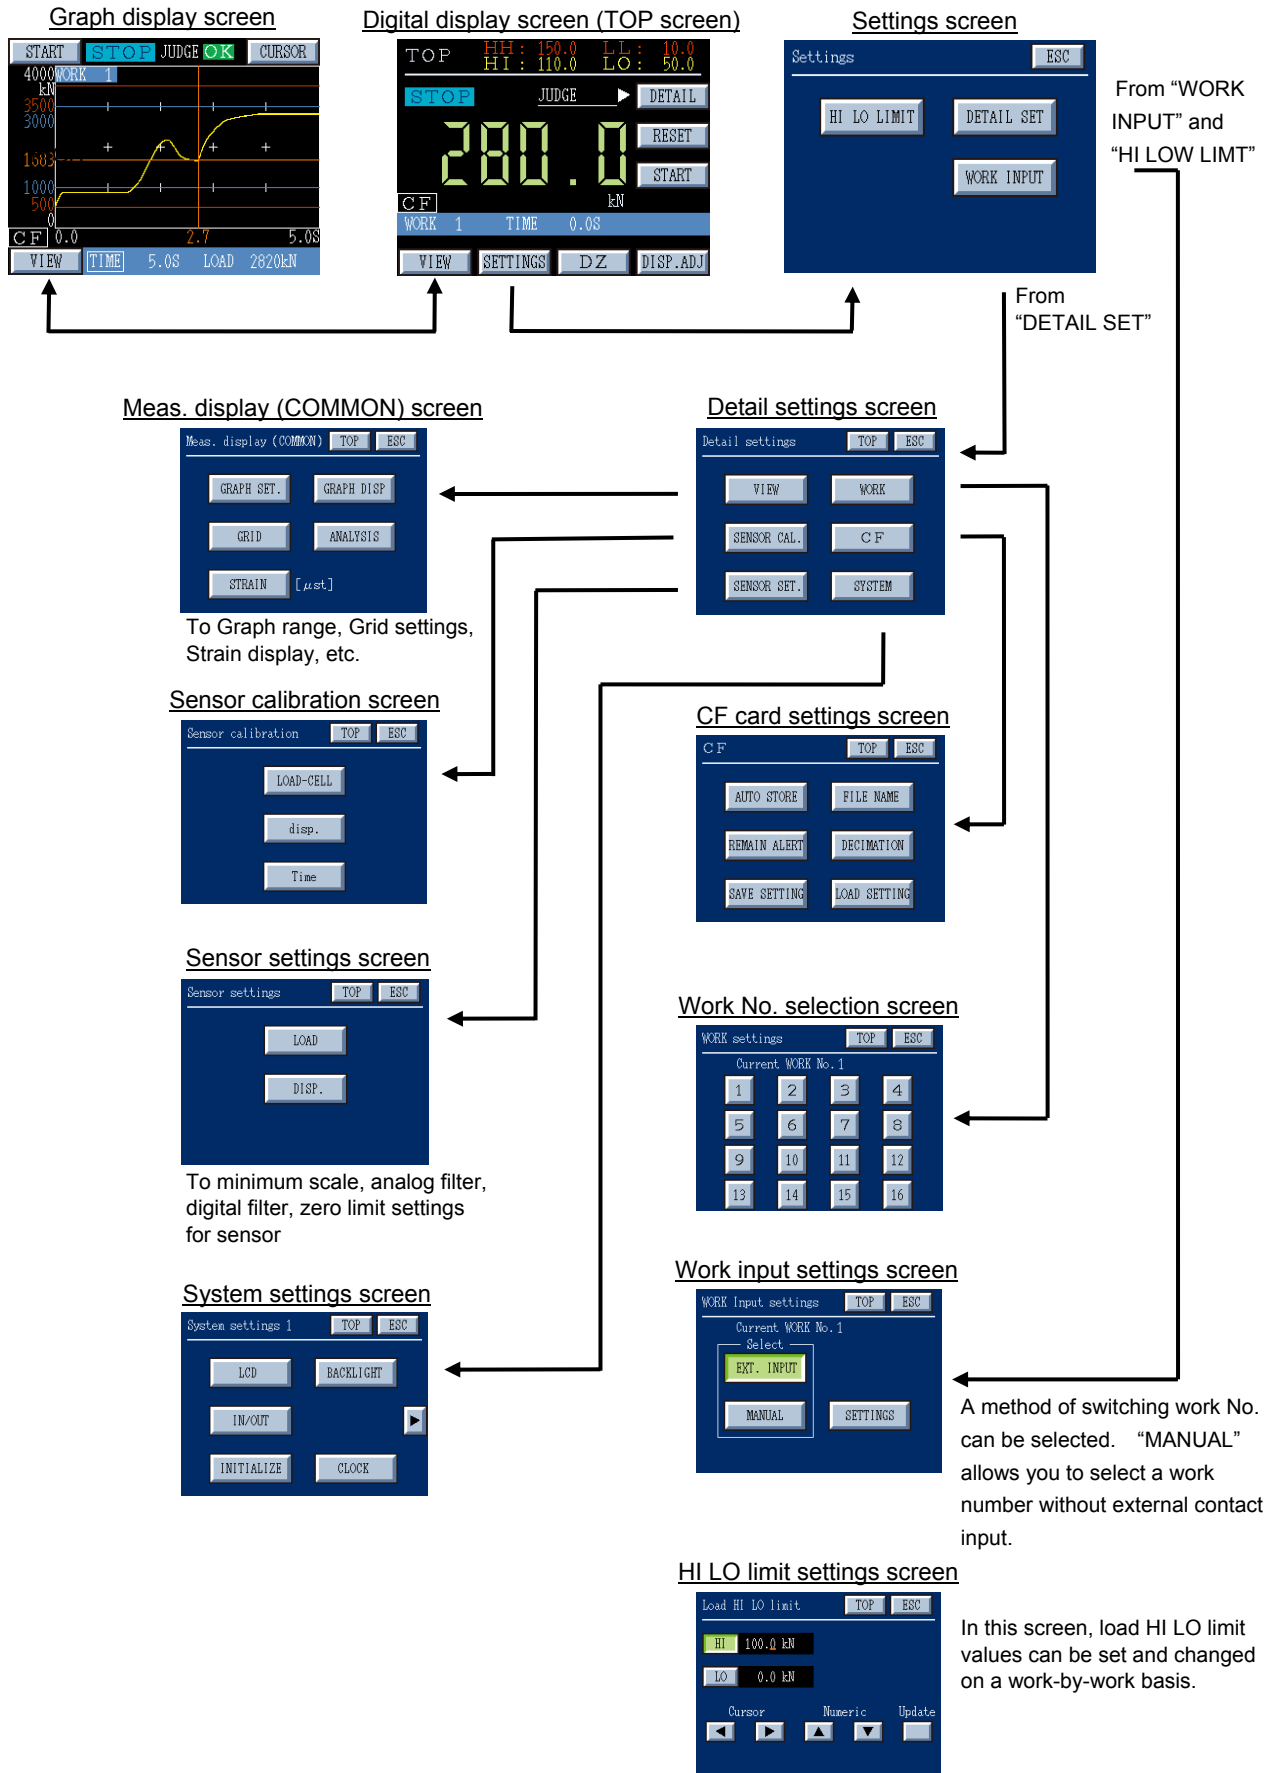 Graph display screen
START STOP JUDGE OK CURSOR
4000 WORK 1
kN
3500
3000
1000
500
0
CF 0.0 2.7 5.0S
VIEW TIME 5.0S LOAD 2820kN
Digital display screen (TOP screen)
TOP HH: 150.0 LL: 10.0
HI: 110.0 LO: 50.0
STOP JUDGE DETAIL
280.0
RESET
START
CF kN
WORK 1 TIME 0.0S
VIEW SETTINGS DZ DISP.ADJ
Settings screen
Settings ESC
HI LO LIMIT DETAIL SET
WORK INPUT
From “WORK
INPUT” and
“HI LOW LIMT”
From
“DETAIL SET”
Meas. display (COMMON) screen
Meas. display (COMMON) TOP ESC
GRAPH SET. GRAPH DISP
GRID ANALYSIS
STRAIN [μst]
To Graph range, Grid settings,
Strain display, etc.
Detail settings screen
Detail settings TOP ESC
VIEW WORK
SENSOR CAL. CF
SENSOR SET. SYSTEM
Sensor calibration screen
Sensor calibration TOP ESC
LOAD-CELL
disp.
Time
CF card settings screen
CF TOP ESC
AUTO STORE FILE NAME
REMAIN ALERT DECIMATION
SAVE SETTING LOAD SETTING
Sensor settings screen
Sensor settings TOP ESC
LOAD
DISP.
To minimum scale, analog filter,
digital filter, zero limit settings
for sensor
Work No. selection screen
WORK settings TOP ESC
Current WORK No.1
1 2 3 4
5 6 7 8
9 10 11 12
13 14 15 16
System settings screen
System settings 1 TOP ESC
LCD BACKLIGHT
IN/OUT
INITIALIZE CLOCK
Work input settings screen
WORK Input settings TOP ESC
Current WORK No.1
Select
EXT. INPUT
MANUAL SETTINGS
A method of switching work No.
can be selected. “MANUAL”
allows you to select a work
number without external contact
input.
HI LO limit settings screen
Load HI LO limit TOP ESC
HI 100.0 kN
LO 0.0 kN
Cursor Numeric Update
In this screen, load HI LO limit
values can be set and changed
on a work-by-work basis.